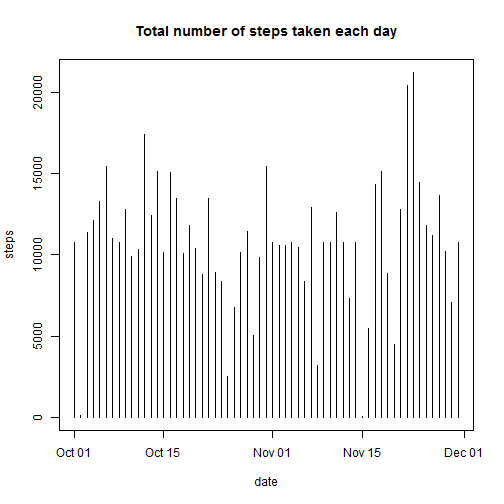 Total number of steps taken each day
20000
15000
10000
5000
0
steps
Oct 01 Oct 15 Nov 01 Nov 15 Dec 01
date